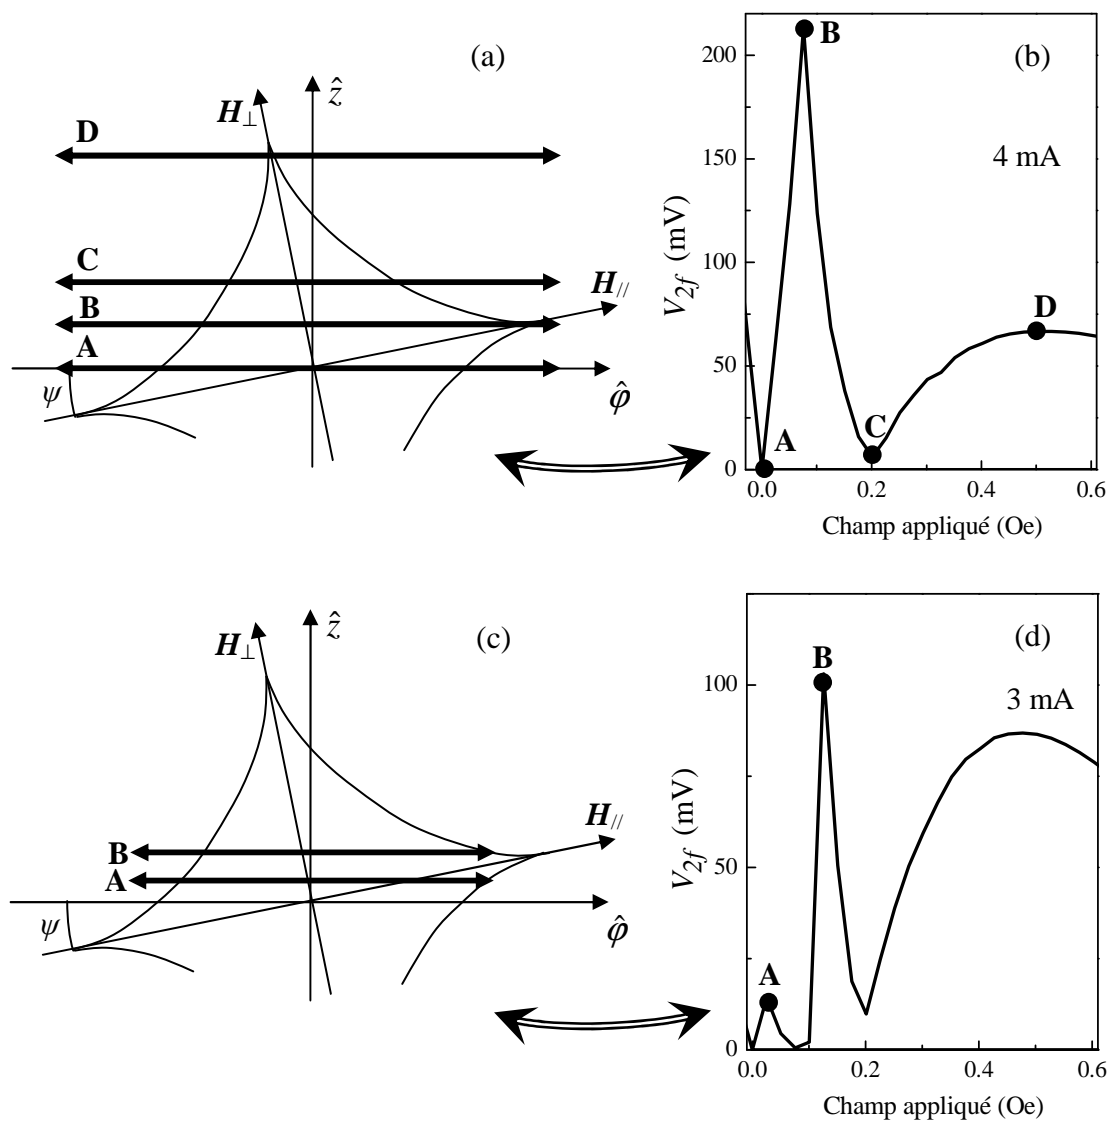 (a)
ẑ
H⊥
D
C
B
A
H//
ψ
φ̂
(b)
B
4 mA
D
C
A
200
150
100
50
0
V2f (mV)
0.0 0.2 0.4 0.6
Champ appliqué (Oe)
(c)
ẑ
H⊥
B
A
H//
ψ
φ̂
(d)
B
3 mA
A
100
50
0
V2f (mV)
0.0 0.2 0.4 0.6
Champ appliqué (Oe)